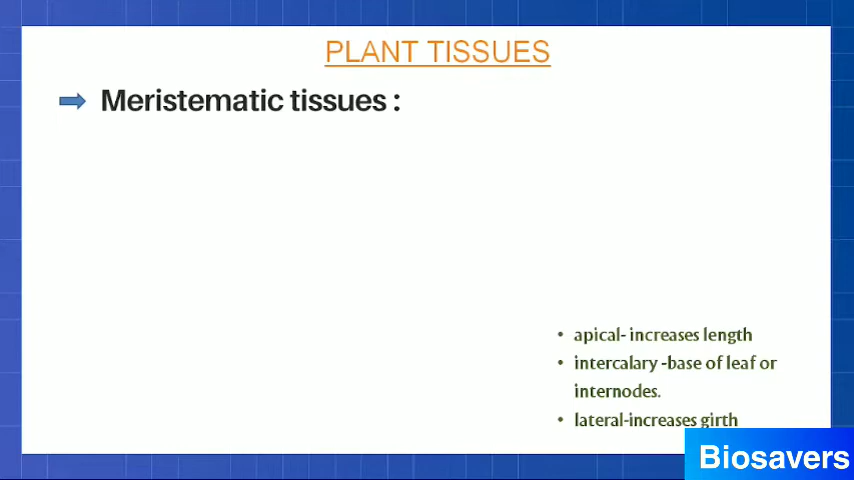 PLANT TISSUES
Meristematic tissues :
• apical- increases length
• intercalary -base of leaf or
internodes.
• lateral-increases girth
Biosavers